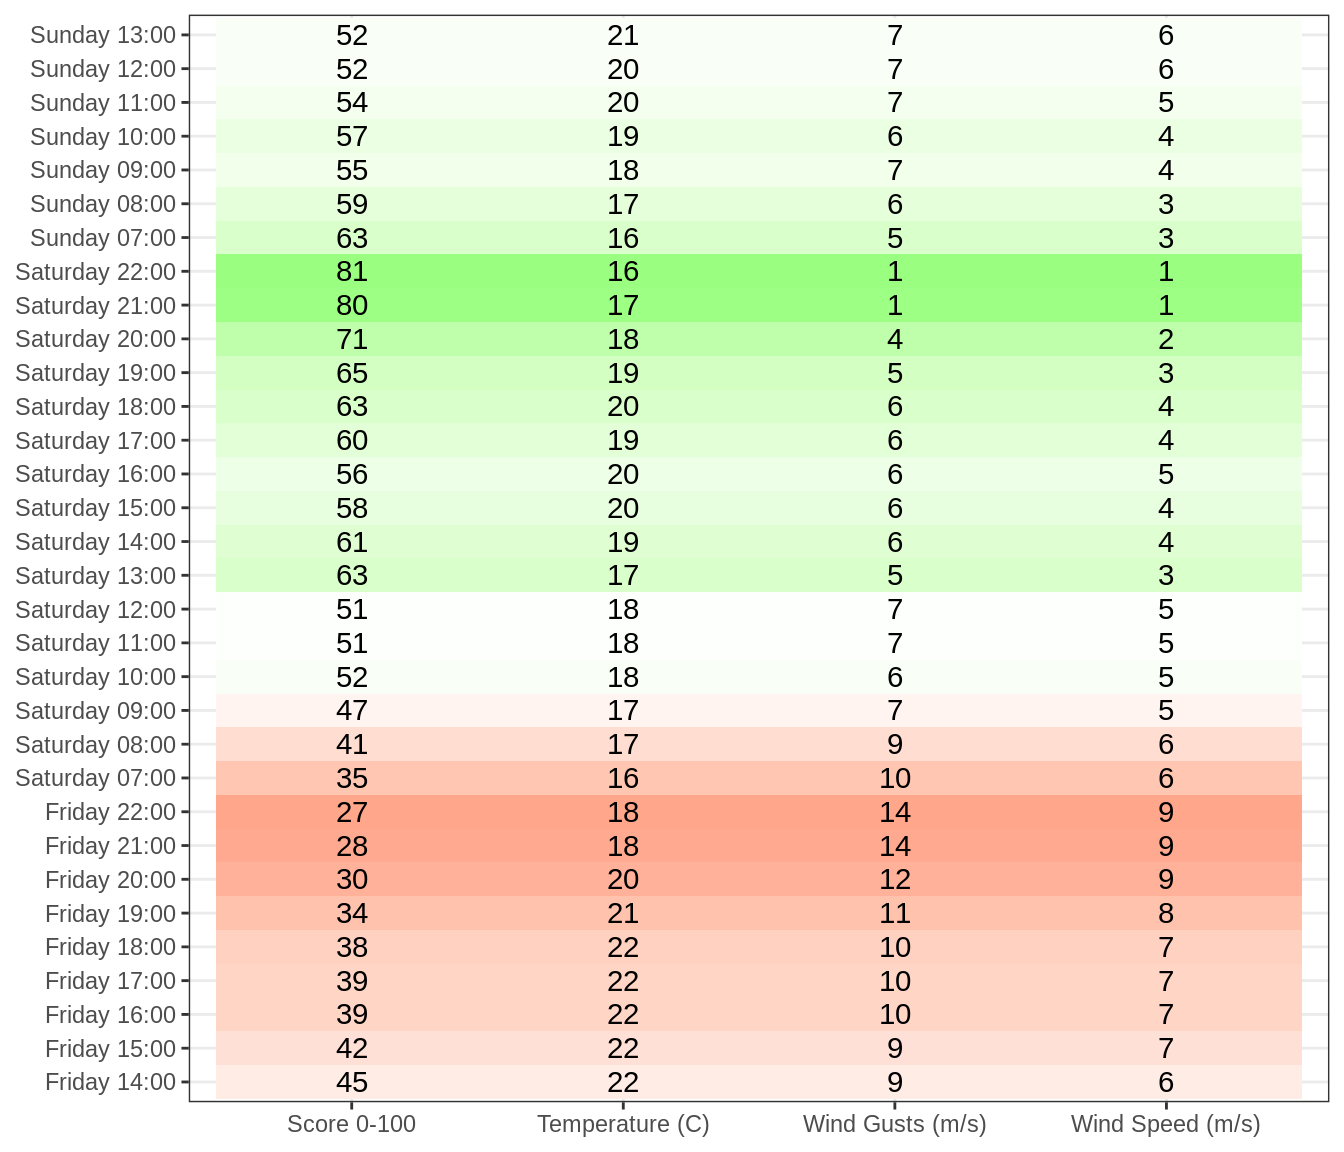 Sunday 13:00 52 21 7 6
Sunday 12:00 52 20 7 6
Sunday 11:00 54 20 7 5
Sunday 10:00 57 19 6 4
Sunday 09:00 55 18 7 4
Sunday 08:00 59 17 6 3
Sunday 07:00 63 16 5 3
Saturday 22:00 81 16 1 1
Saturday 21:00 80 17 1 1
Saturday 20:00 71 18 4 2
Saturday 19:00 65 19 5 3
Saturday 18:00 63 20 6 4
Saturday 17:00 60 19 6 4
Saturday 16:00 56 20 6 5
Saturday 15:00 58 20 6 4
Saturday 14:00 61 19 6 4
Saturday 13:00 63 17 5 3
Saturday 12:00 51 18 7 5
Saturday 11:00 51 18 7 5
Saturday 10:00 52 18 6 5
Saturday 09:00 47 17 7 5
Saturday 08:00 41 17 9 6
Saturday 07:00 35 16 10 6
Friday 22:00 27 18 14 9
Friday 21:00 28 18 14 9
Friday 20:00 30 20 12 9
Friday 19:00 34 21 11 8
Friday 18:00 38 22 10 7
Friday 17:00 39 22 10 7
Friday 16:00 39 22 10 7
Friday 15:00 42 22 9 7
Friday 14:00 45 22 9 6
Score 0-100 Temperature (C) Wind Gusts (m/s) Wind Speed (m/s)